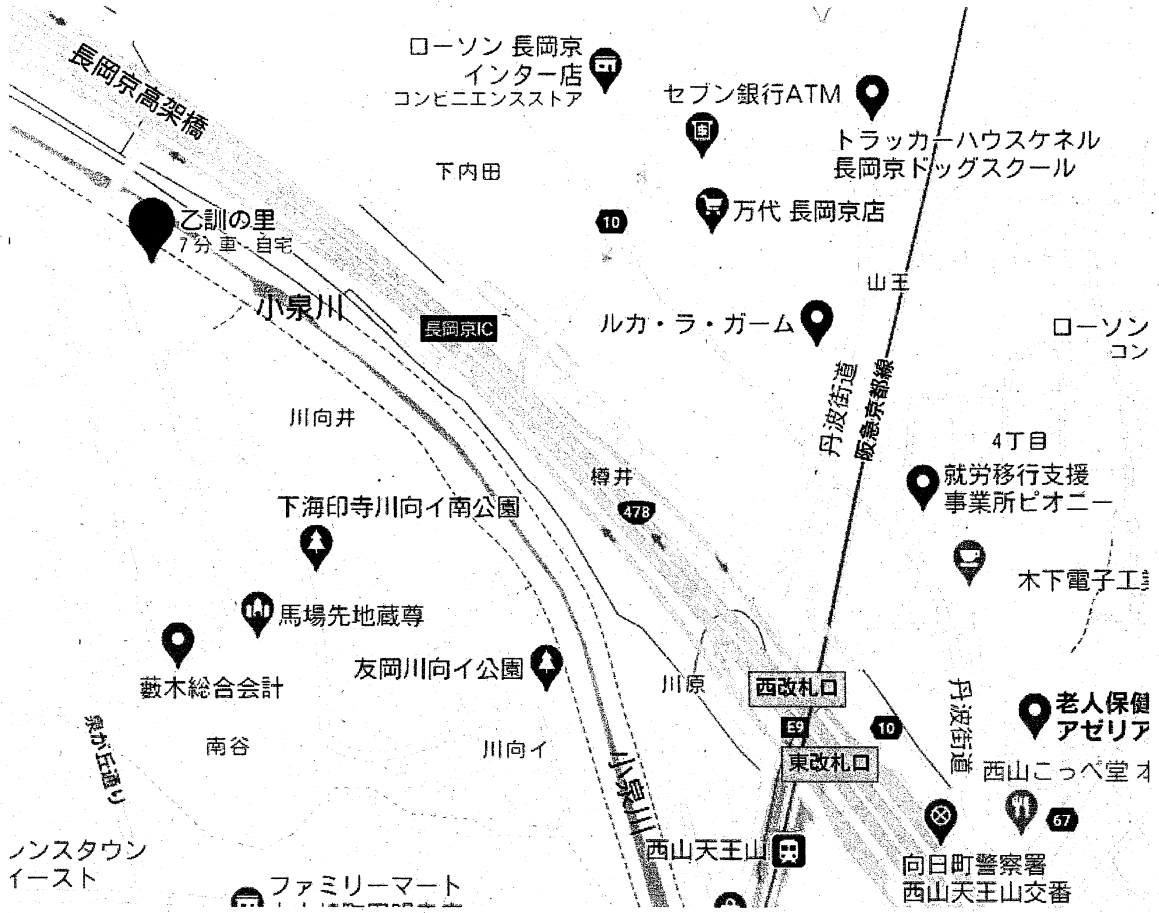 長岡京高架橋
ローソン 長岡京
インター店
コンビニエンスストア
セブン銀行ATM
トラッカーハウスケネル
長岡京ドッグスクール
下内田
10
万代 長岡京店
乙訓の里
7 分 車 - 自宅
小泉川
長岡京IC
山王
ルカ・ラ・ガーム
ローソン
コン
丹波街道
阪急京都線
川向井
4丁目
就労移行支援
事業所ピオニー
樽井
478
下海印寺川向イ南公園
木下電子工業
馬場先地蔵尊
藪木総合会計
友岡川向イ公園
川原
西改札口
E9
10
東改札口
丹波街道
老人保健
アゼリア
泉が丘通り
南谷
川向イ
小泉川
西山こっぺ堂 本
67
西山天王山
向日町警察署
西山天王山交番
ンスタウン
イースト
ファミリーマート